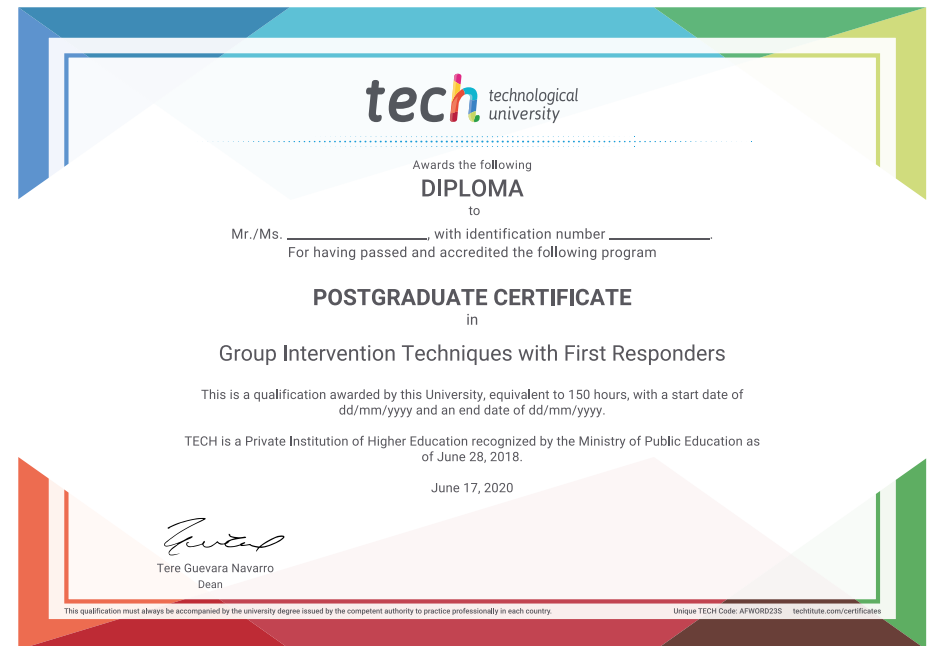 tech technological
university
Awards the following
DIPLOMA
to
Mr./Ms. ____________________, with identification number ______________.
For having passed and accredited the following program
POSTGRADUATE CERTIFICATE
in
Group Intervention Techniques with First Responders
This is a qualification awarded by this University, equivalent to 150 hours, with a start date of
dd/mm/yyyy and an end date of dd/mm/yyyy.
TECH is a Private Institution of Higher Education recognized by the Ministry of Public Education as
of June 28, 2018.
June 17, 2020
Tere Guevara Navarro
Dean
This qualification must always be accompanied by the university degree issued by the competent authority to practice professionally in each country. Unique TECH Code: AFWORD23S techtitute.com/certificates